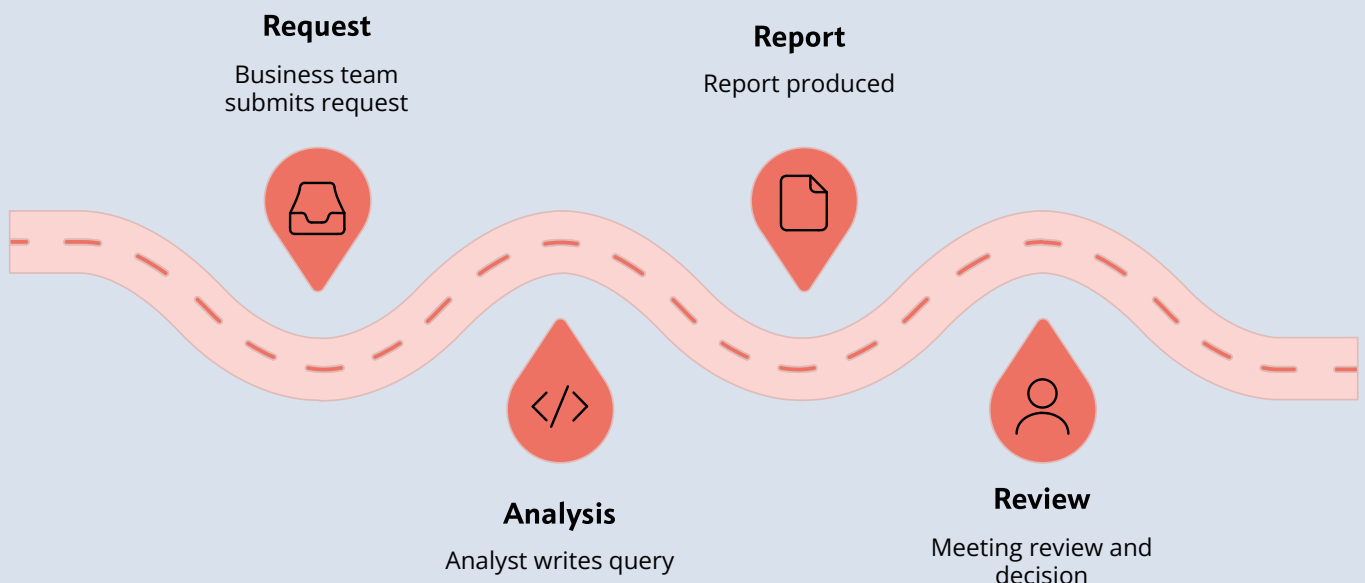 Request
Business team
submits request
Analysis
Analyst writes query
Report
Report produced
Review
Meeting review and
decision